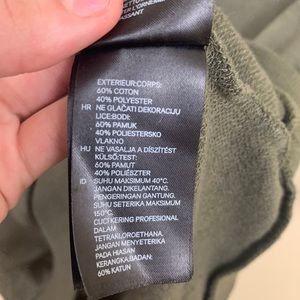 EXTERIEUR:CORPS:
60% COTON
40% POLYESTER
HR NE GLAČATI DEKORACIJU
LICE:BODI:
60% PAMUK
40% POLIESTERSKO
VLAKNO
HU NE VASALJA A DÍSZÍTÉST
KÜLSŐ:TEST:
60% PAMUT
40% POLIÉSZTER
ID SUHU MAKSIMUM 40°C.
JANGAN DIKELANTANG.
PENGERINGAN GANTUNG.
SUHU SETERIKA MAKSIMUM
150°C.
CUCI KERING PROFESIONAL
DALAM
TETRAKLOROETHANA.
JANGAN MENYETERIKA
PADA HIASAN
KERANGKA,BADAN:
60% KATUN